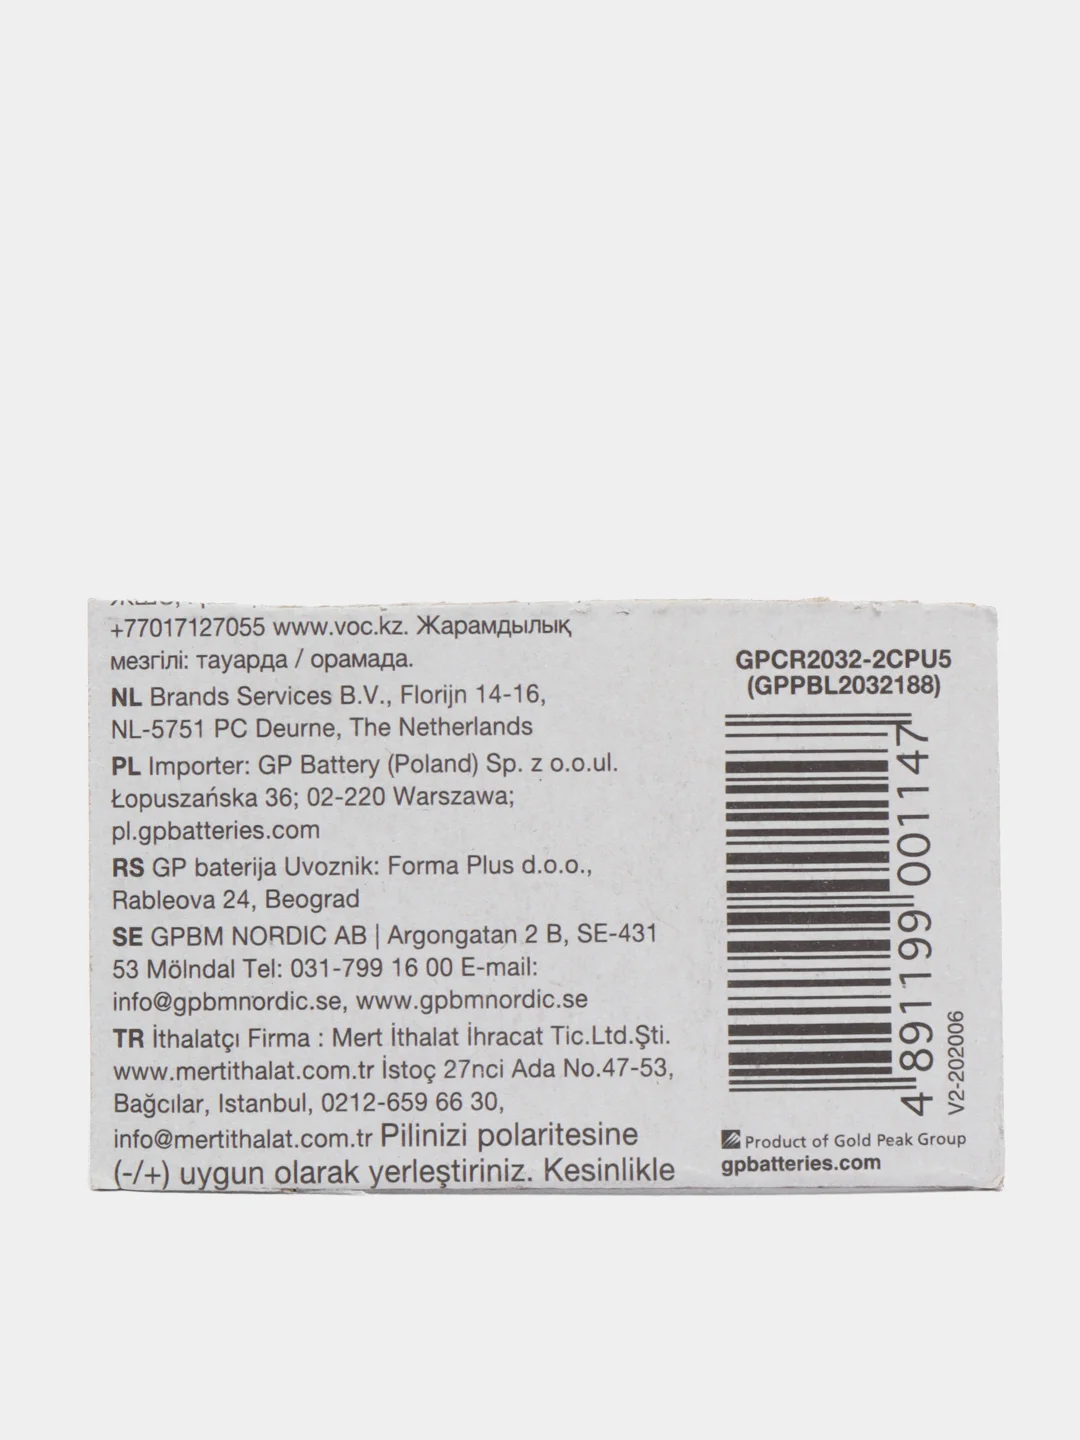 +77017127055 www.voc.kz. Жарамдылық
мезгілі: тауарда / орамада.
NL Brands Services B.V., Florijn 14-16,
NL-5751 PC Deurne, The Netherlands
PL Importer: GP Battery (Poland) Sp. z o.o.ul.
Łopuszańska 36; 02-220 Warszawa;
pl.gpbatteries.com
RS GP baterija Uvoznik: Forma Plus d.o.o.,
Rableova 24, Beograd
SE GPBM NORDIC AB | Argongatan 2 B, SE-431
53 Mölndal Tel: 031-799 16 00 E-mail:
info@gpbmnordic.se, www.gpbmnordic.se
TR İthalatçı Firma : Mert İthalat İhracat Tic.Ltd.Şti.
www.mertithalat.com.tr İstoç 27nci Ada No.47-53,
Bağcılar, Istanbul, 0212-659 66 30,
info@mertithalat.com.tr Pilinizi polaritesine
(-/+) uygun olarak yerleştiriniz. Kesinlikle
GPCR2032-2CPU5
(GPPBL2032188)
4 891199 001147
V2-202006
Product of Gold Peak Group
gpbatteries.com